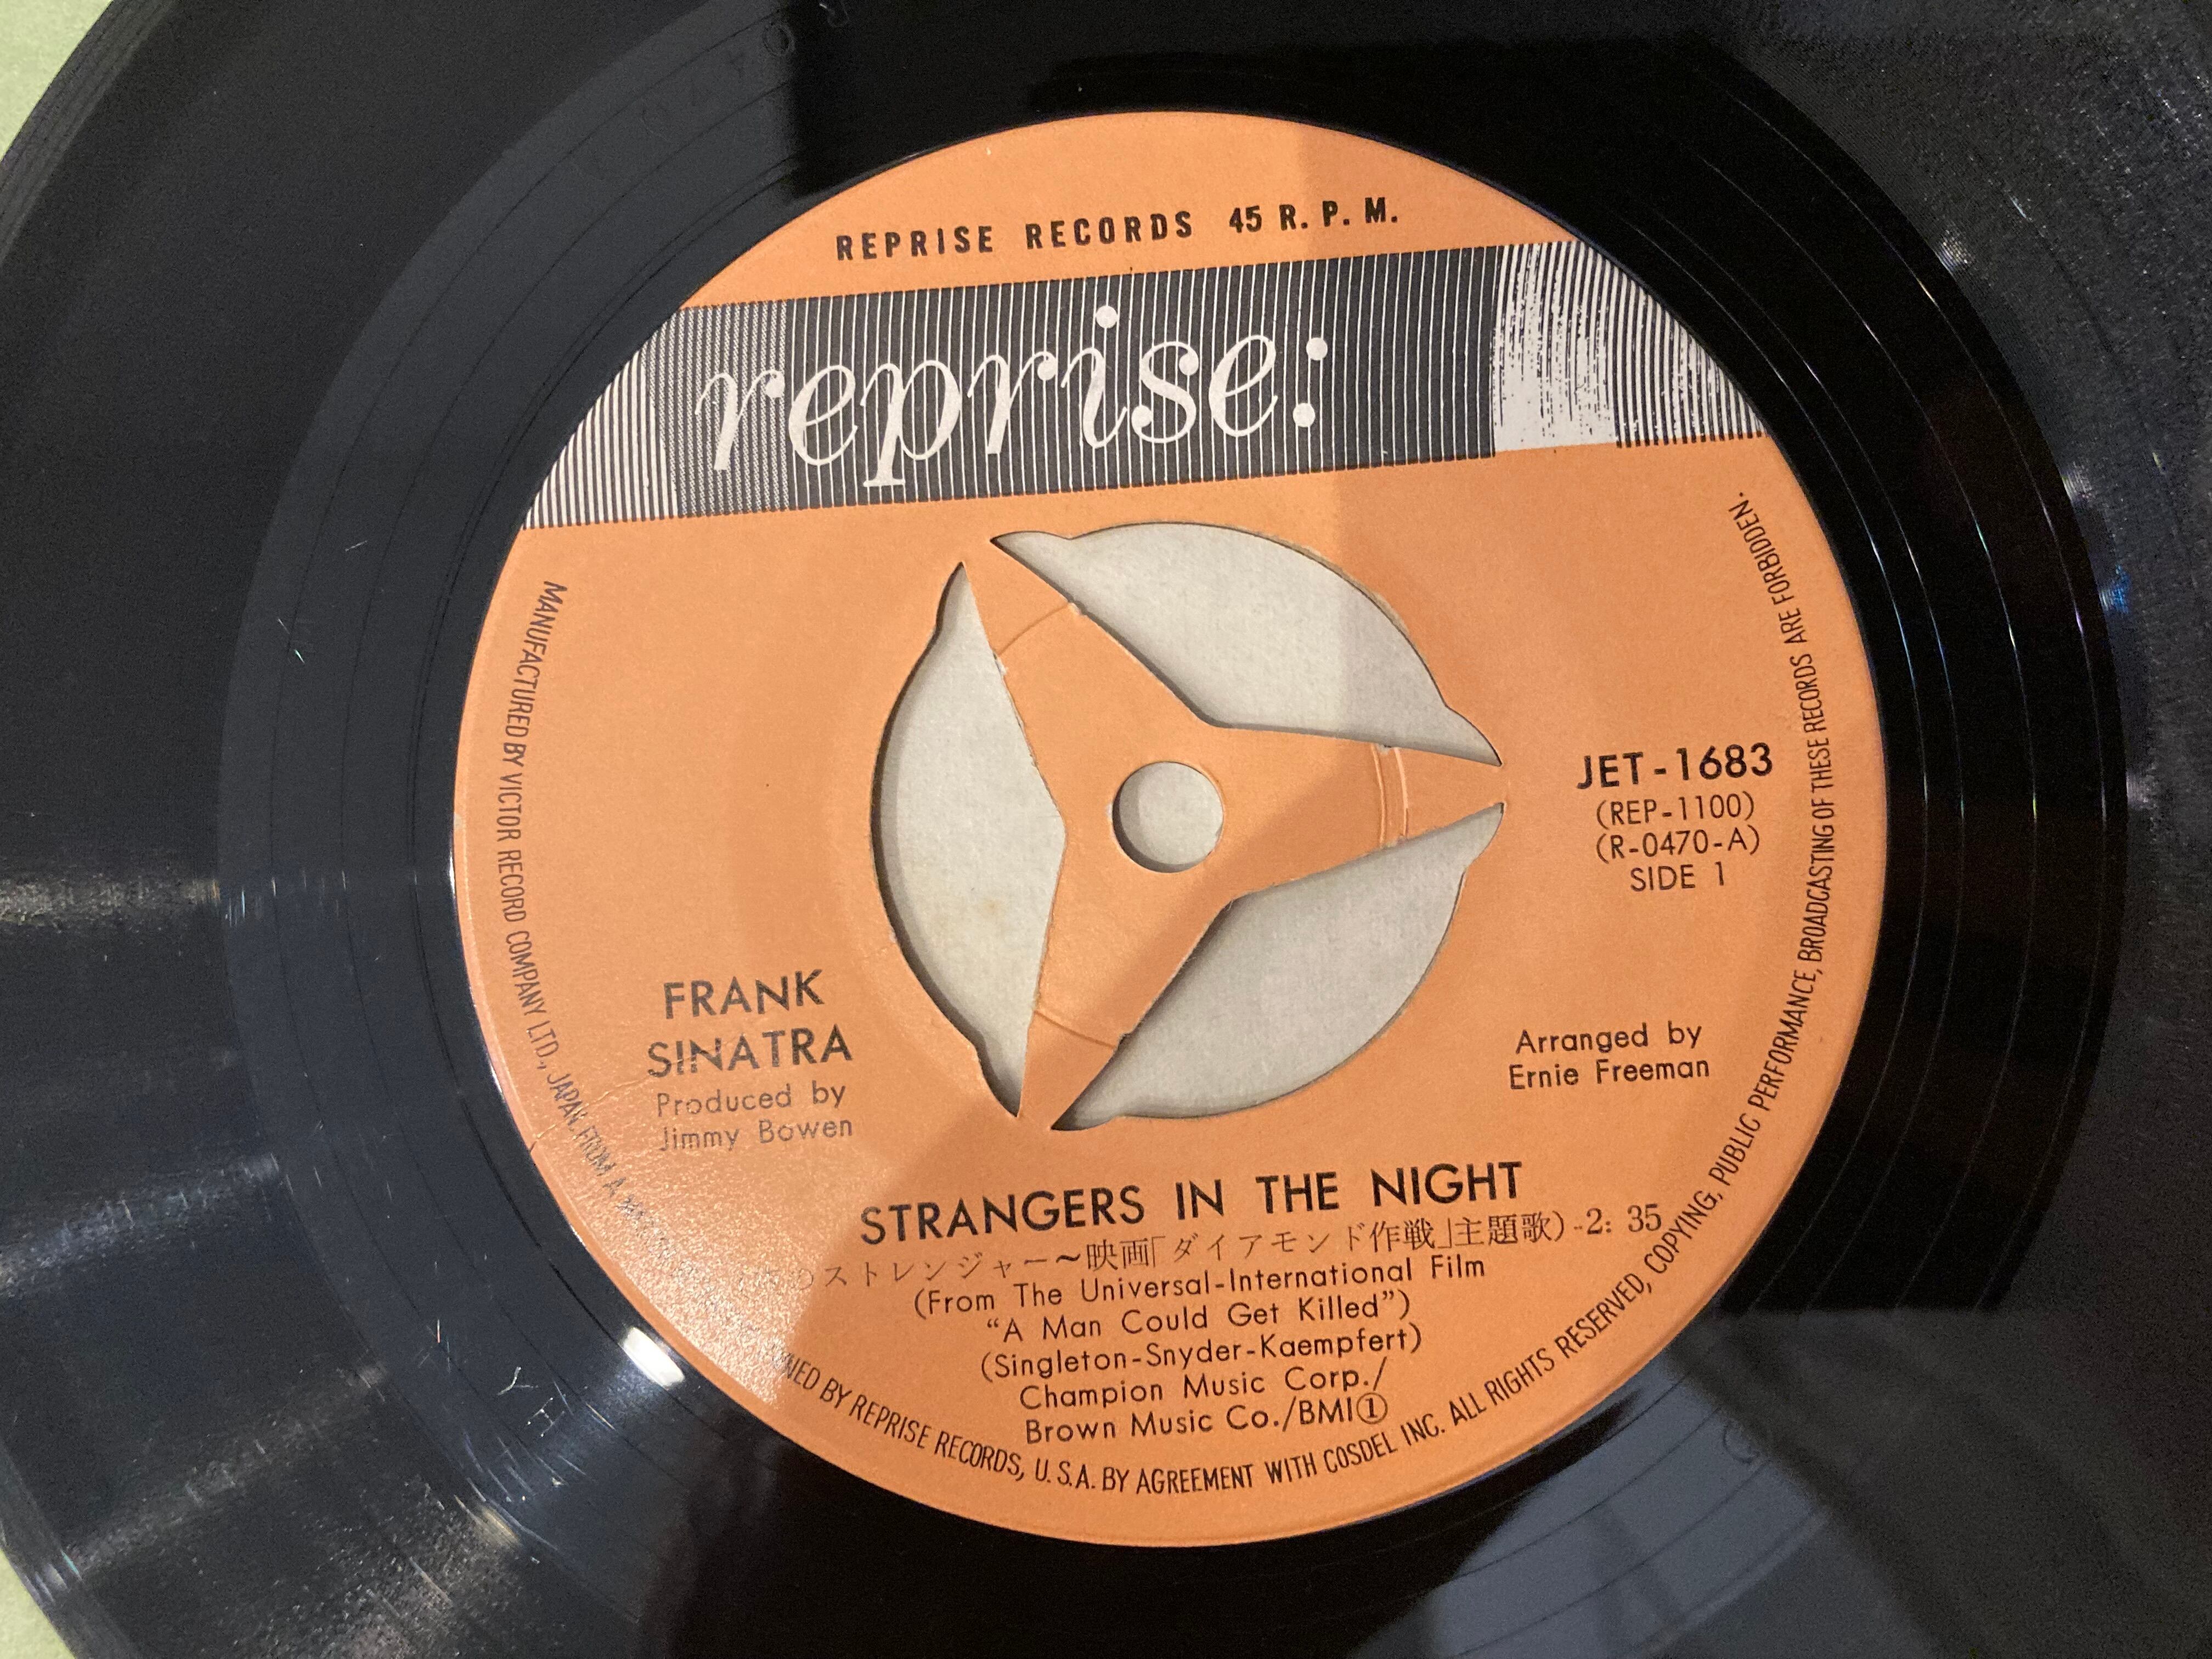 REPRISE RECORDS 45 R. P. M.
reprise:
JET-1683
(REP-1100)
(R-0470-A)
SIDE 1
FRANK
SINATRA
Produced by
Jimmy Bowen
Arranged by
Ernie Freeman
STRANGERS IN THE NIGHT
ストレンジャー〜映画「ダイアモンド作戦」主題歌)-2: 35
(From The Universal-International Film
“A Man Could Get Killed”)
(Singleton-Snyder-Kaempfert)
Champion Music Corp./
Brown Music Co./BMI①
MANUFACTURED BY VICTOR RECORD COMPANY, LTD., JAPAN, FROM A BY REPRISE RECORDS, U.S.A. BY AGREEMENT WITH COSDEL INC. ALL RIGHTS RESERVED, COPYING, PUBLIC PERFORMANCE, BROADCASTING OF THESE RECORDS ARE FORBIDDEN.